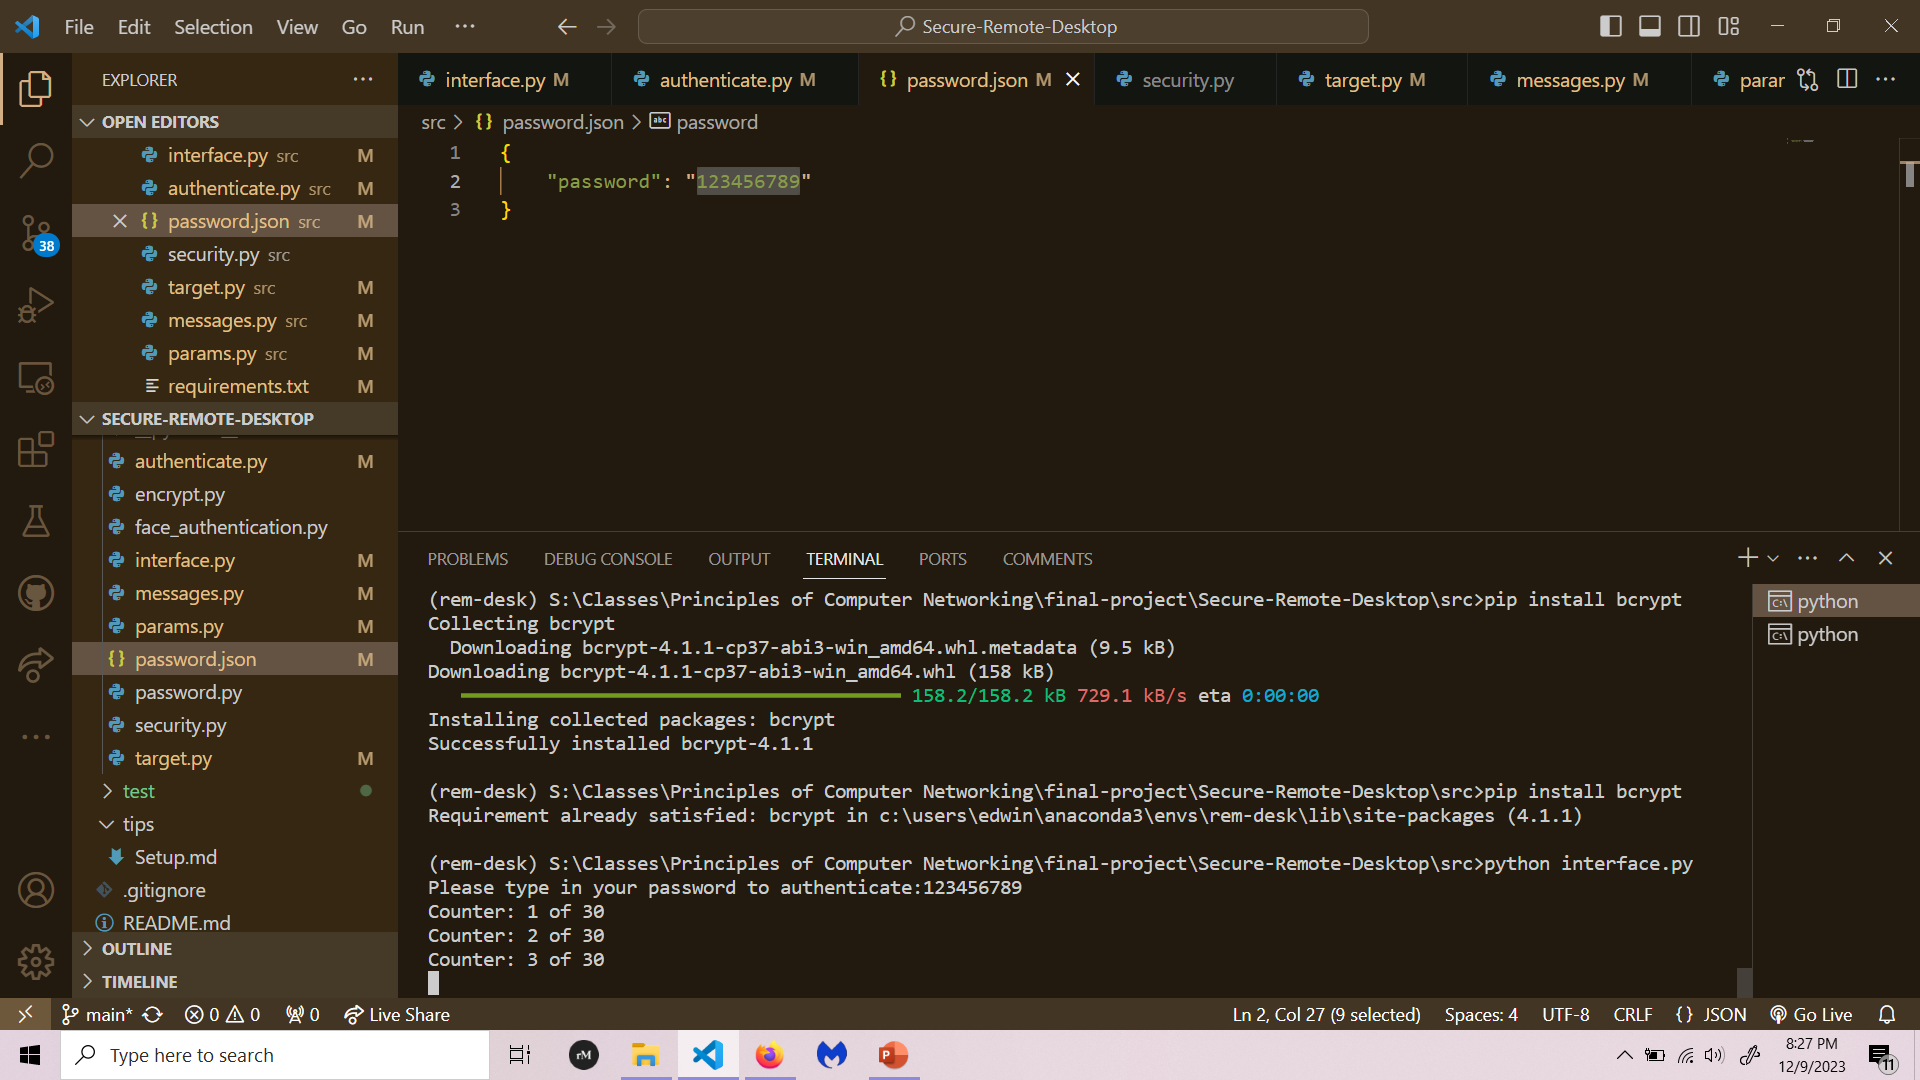 File Edit Selection View Go Run ···
Secure-Remote-Desktop
EXPLORER
OPEN EDITORS
interface.py src M
authenticate.py src M
password.json src M
security.py src
target.py src M
messages.py src M
params.py src M
requirements.txt M
SECURE-REMOTE-DESKTOP
authenticate.py M
encrypt.py
face_authentication.py
interface.py M
messages.py M
params.py M
password.json M
password.py
security.py
target.py M
test
tips
Setup.md
.gitignore
README.md
OUTLINE
TIMELINE
38
interface.py M authenticate.py M password.json M security.py target.py M messages.py M parar
src > {} password.json > abc password
1 {
2 "password": "123456789"
3 }
PROBLEMS DEBUG CONSOLE OUTPUT TERMINAL PORTS COMMENTS
(rem-desk) S:\Classes\Principles of Computer Networking\final-project\Secure-Remote-Desktop\src>pip install bcrypt
Collecting bcrypt
Downloading bcrypt-4.1.1-cp37-abi3-win_amd64.whl.metadata (9.5 kB)
Downloading bcrypt-4.1.1-cp37-abi3-win_amd64.whl (158 kB)
158.2/158.2 kB 729.1 kB/s eta 0:00:00
Installing collected packages: bcrypt
Successfully installed bcrypt-4.1.1
(rem-desk) S:\Classes\Principles of Computer Networking\final-project\Secure-Remote-Desktop\src>pip install bcrypt
Requirement already satisfied: bcrypt in c:\users\edwin\anaconda3\envs\rem-desk\lib\site-packages (4.1.1)
(rem-desk) S:\Classes\Principles of Computer Networking\final-project\Secure-Remote-Desktop\src>python interface.py
Please type in your password to authenticate:123456789
Counter: 1 of 30
Counter: 2 of 30
Counter: 3 of 30
python
python
main* 0 0 0 Live Share
Ln 2, Col 27 (9 selected) Spaces: 4 UTF-8 CRLF {} JSON Go Live
Type here to search
rM
P
8:27 PM
12/9/2023
11